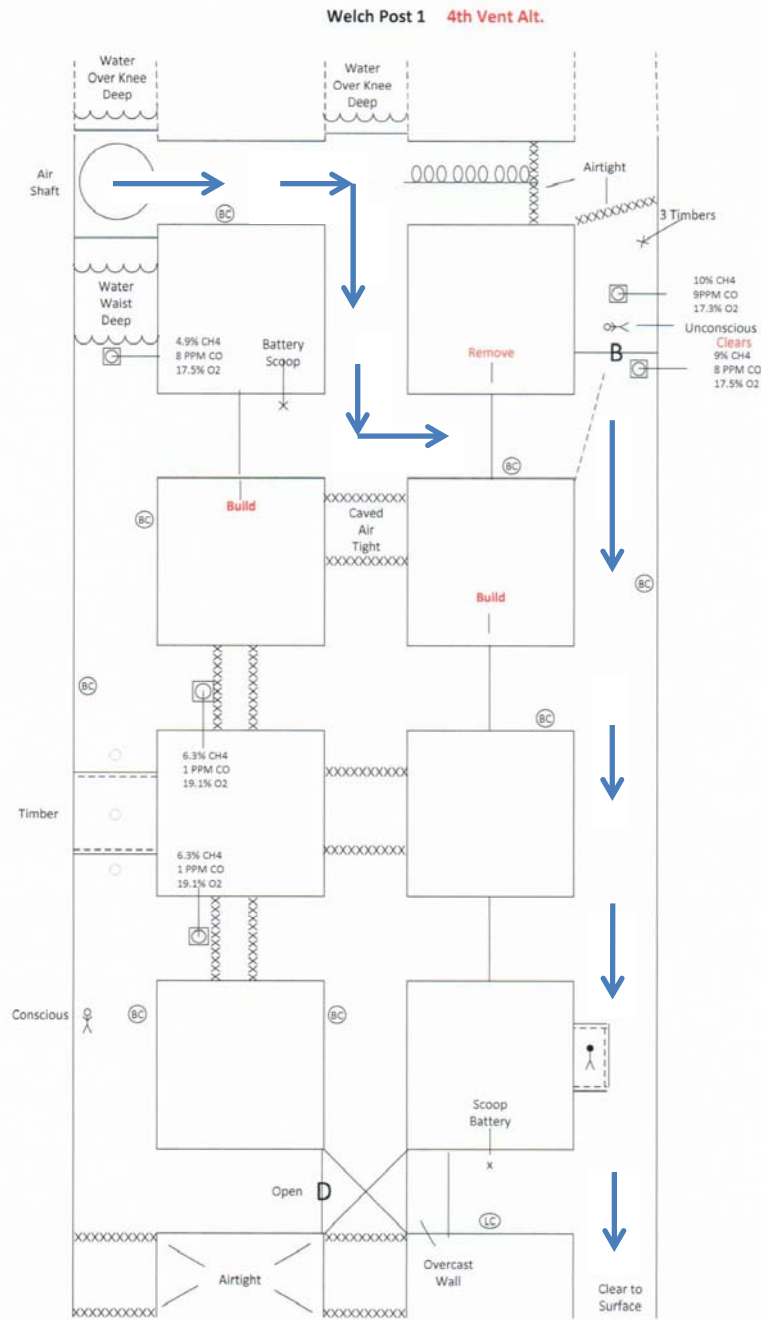 Welch Post 1 4th Vent Alt.
Water
Over Knee
Deep
Water
Over Knee
Deep
Air
Shaft
Airtight
BC
3 Timbers
Water
Waist
Deep
10% CH4
9PPM CO
17.3% O2
4.9% CH4
8 PPM CO
17.5% O2
Battery
Scoop
Remove
Unconscious
Clears
B
9% CH4
8 PPM CO
17.5% O2
BC
Build
BC
Caved
Air
Tight
BC
Build
BC
BC
6.3% CH4
1 PPM CO
19.1% O2
Timber
6.3% CH4
1 PPM CO
19.1% O2
Conscious
BC
BC
Scoop
Battery
x
Open
D
LC
Airtight
Overcast
Wall
Clear to
Surface